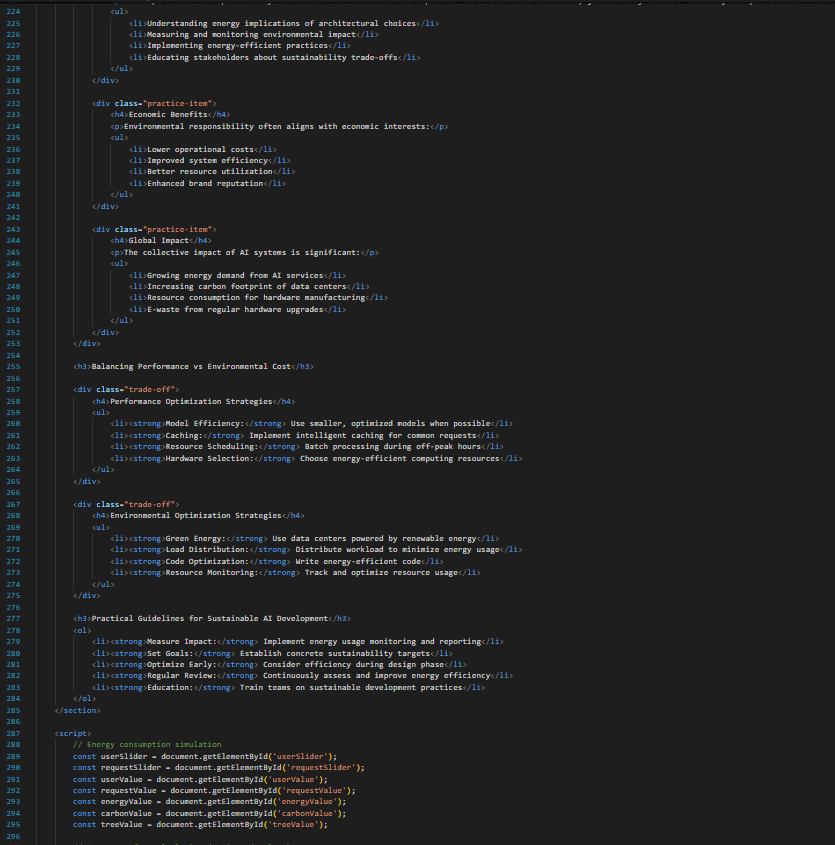 224 <ul>
225 <li>Understanding energy implications of architectural choices</li>
226 <li>Measuring and monitoring environmental impact</li>
227 <li>Implementing energy-efficient practices</li>
228 <li>Educating stakeholders about sustainability trade-offs</li>
229 </ul>
230 </div>
231
232 <div class="practice-item">
233 <h4>Economic Benefits</h4>
234 <p>Environmental responsibility often aligns with economic interests:</p>
235 <ul>
236 <li>Lower operational costs</li>
237 <li>Improved system efficiency</li>
238 <li>Better resource utilization</li>
239 <li>Enhanced brand reputation</li>
240 </ul>
241 </div>
242
243 <div class="practice-item">
244 <h4>Global Impact</h4>
245 <p>The collective impact of AI systems is significant:</p>
246 <ul>
247 <li>Growing energy demand from AI services</li>
248 <li>Increasing carbon footprint of data centers</li>
249 <li>Resource consumption for hardware manufacturing</li>
250 <li>E-waste from regular hardware upgrades</li>
251 </ul>
252 </div>
253 </div>
254
255 <h3>Balancing Performance vs Environmental Cost</h3>
256
257 <div class="trade-off">
258 <h4>Performance Optimization Strategies</h4>
259 <ul>
260 <li><strong>Model Efficiency:</strong> Use smaller, optimized models when possible</li>
261 <li><strong>Caching:</strong> Implement intelligent caching for common requests</li>
262 <li><strong>Resource Scheduling:</strong> Batch processing during off-peak hours</li>
263 <li><strong>Hardware Selection:</strong> Choose energy-efficient computing resources</li>
264 </ul>
265 </div>
266
267 <div class="trade-off">
268 <h4>Environmental Optimization Strategies</h4>
269 <ul>
270 <li><strong>Green Energy:</strong> Use data centers powered by renewable energy</li>
271 <li><strong>Load Distribution:</strong> Distribute workload to minimize energy usage</li>
272 <li><strong>Code Optimization:</strong> Write energy-efficient code</li>
273 <li><strong>Resource Monitoring:</strong> Track and optimize resource usage</li>
274 </ul>
275 </div>
276
277 <h3>Practical Guidelines for Sustainable AI Development</h3>
278 <ol>
279 <li><strong>Measure Impact:</strong> Implement energy usage monitoring and reporting</li>
280 <li><strong>Set Goals:</strong> Establish concrete sustainability targets</li>
281 <li><strong>Optimize Early:</strong> Consider efficiency during design phase</li>
282 <li><strong>Regular Review:</strong> Continuously assess and improve energy efficiency</li>
283 <li><strong>Education:</strong> Train teams on sustainable development practices</li>
284 </ol>
285 </section>
286
287 <script>
288 // Energy consumption simulation
289 const userSlider = document.getElementById('userSlider');
290 const requestSlider = document.getElementById('requestSlider');
291 const userValue = document.getElementById('userValue');
292 const requestValue = document.getElementById('requestValue');
293 const energyValue = document.getElementById('energyValue');
294 const carbonValue = document.getElementById('carbonValue');
295 const treeValue = document.getElementById('treeValue');
296